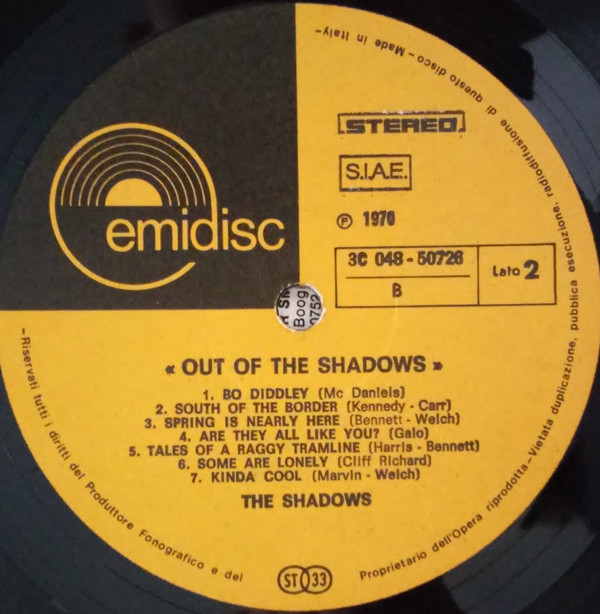 STEREO
S.I.A.E.
emidisc
Ⓟ 1970
3C 048 - 50726
B
Lato 2
Boog
0752
« OUT OF THE SHADOWS »
1. BO DIDDLEY (Mc Daniels)
2. SOUTH OF THE BORDER (Kennedy - Carr)
3. SPRING IS NEARLY HERE (Bennett - Welch)
4. ARE THEY ALL LIKE YOU? (Galo)
5. TALES OF A RAGGY TRAMLINE (Harris - Bennett)
6. SOME ARE LONELY (Cliff Richard)
7. KINDA COOL (Marvin - Welch)
THE SHADOWS
ST 33
-Riservati tutti i diritti del Produttore Fonografico e del Proprietario dell'Opera riprodotta-Vietata duplicazione, pubblica esecuzione, radiodiffusione di questo disco-Made in Italy-